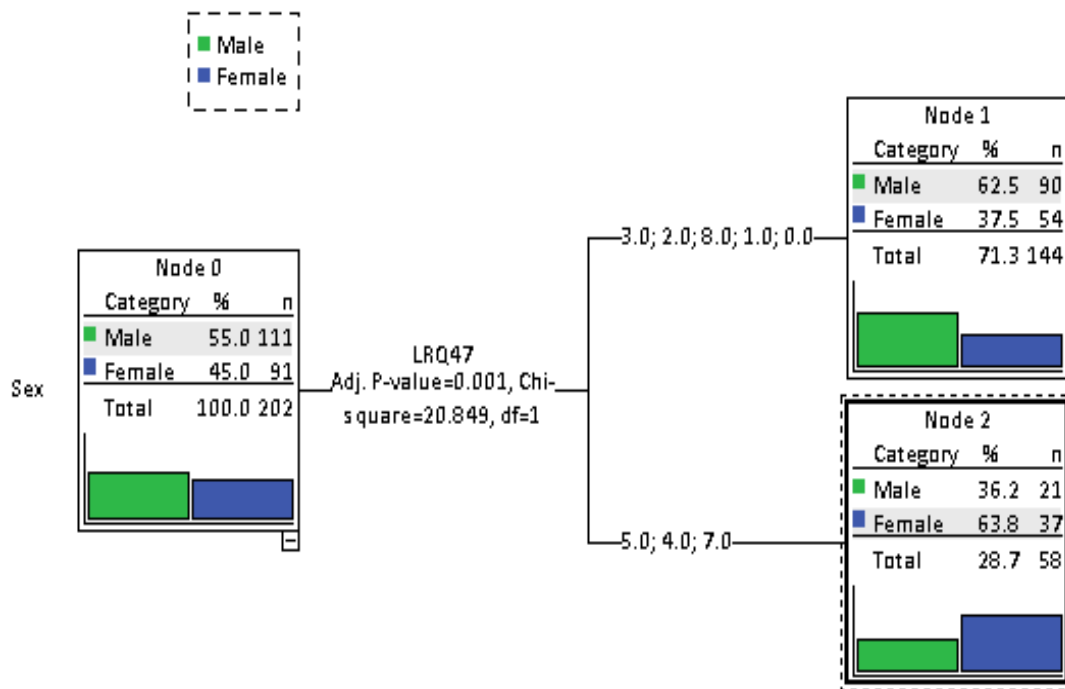 Male
Female
Sex
Node 0
Category % n
Male 55.0 111
Female 45.0 91
Total 100.0 202
LRQ47
Adj. P-value=0.001, Chi-
square=20.849, df=1
3.0; 2.0; 8.0; 1.0; 0.0
Node 1
Category % n
Male 62.5 90
Female 37.5 54
Total 71.3 144
5.0; 4.0; 7.0
Node 2
Category % n
Male 36.2 21
Female 63.8 37
Total 28.7 58